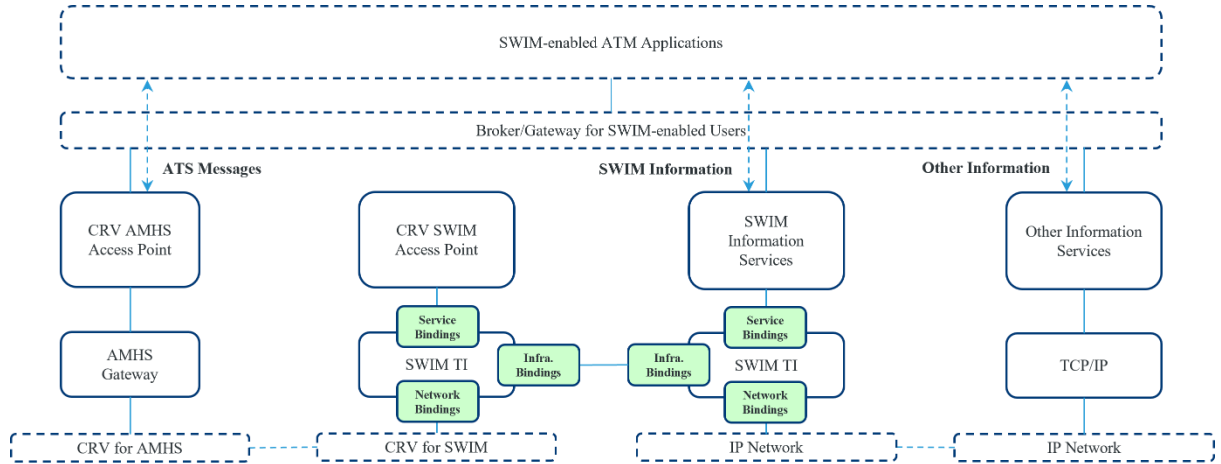 SWIM-enabled ATM Applications
Broker/Gateway for SWIM-enabled Users
ATS Messages
SWIM Information
Other Information
CRV AMHS
Access Point
CRV SWIM
Access Point
SWIM
Information
Services
Other Information
Services
Service
Bindings
Service
Bindings
AMHS
Gateway
SWIM TI
Infra.
Bindings
Infra.
Bindings
SWIM TI
TCP/IP
Network
Bindings
Network
Bindings
CRV for AMHS
CRV for SWIM
IP Network
IP Network